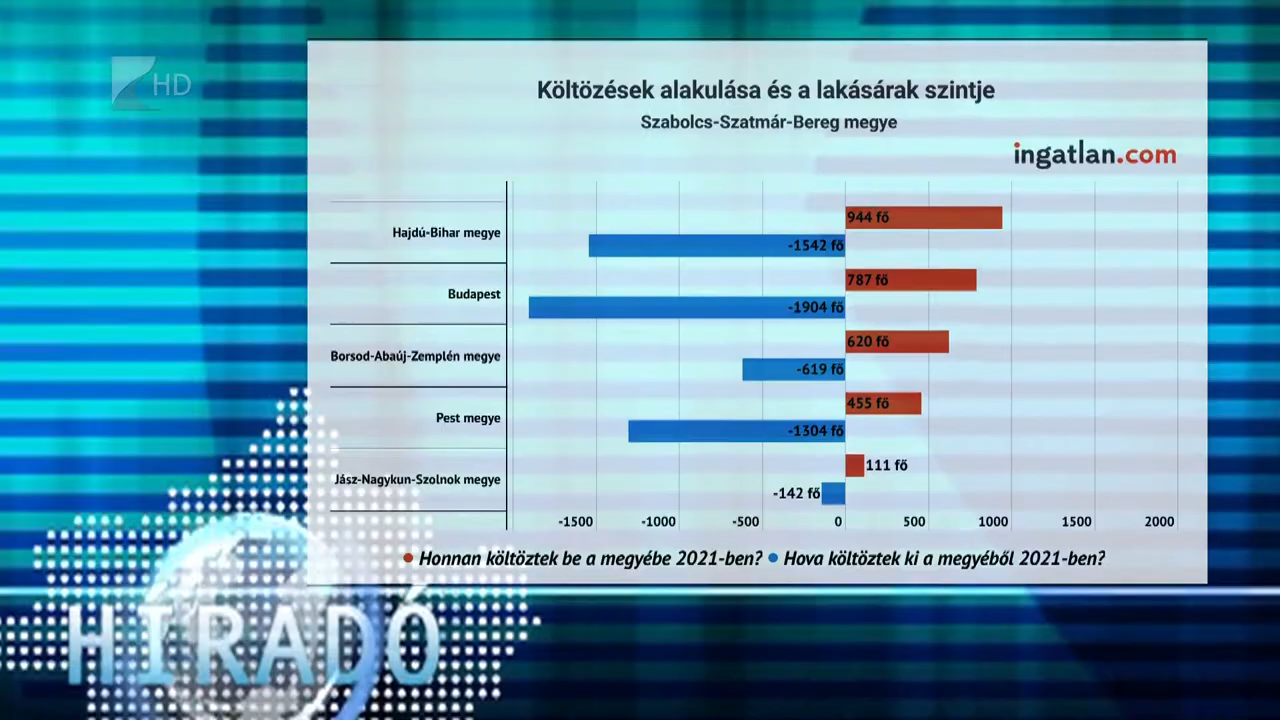 HD
Költözések alakulása és a lakásárak szintje
Szabolcs-Szatmár-Bereg megye
ingatlan.com
Hajdú-Bihar megye
944 fő
-1542 fő
Budapest
787 fő
-1904 fő
Borsod-Abaúj-Zemplén megye
620 fő
-619 fő
Pest megye
455 fő
-1304 fő
Jász-Nagykun-Szolnok megye
111 fő
-142 fő
-1500 -1000 -500 0 500 1000 1500 2000
Honnan költöztek be a megyébe 2021-ben? Hova költöztek ki a megyéből 2021-ben?
HÍRADÓ